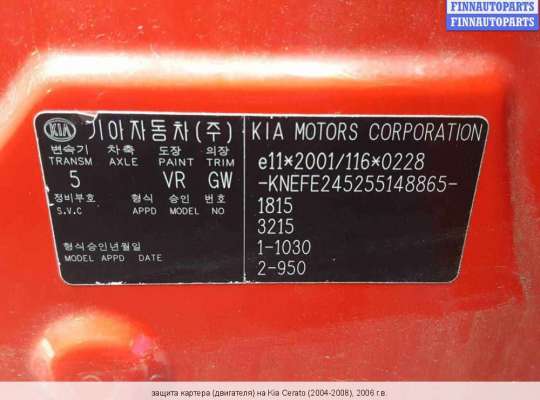 FINNAUTOPARTS
FINNAUTOPARTS
KIA 기아자동차(주)
변속기 차축 도장 의장
TRANSM AXLE PAINT TRIM
5 VR GW
정비부호 형식 승인 번호
S.V.C APPD MODEL NO
형식승인년월일
MODEL APPD DATE
KIA MOTORS CORPORATION
e11*2001/116*0228
-KNEFE245255148865-
1815
3215
1-1030
2-950
защита картера (двигателя) на Kia Cerato (2004-2008), 2006 г.в.
FINNAUTOPARTS
FINNAUTOPARTS